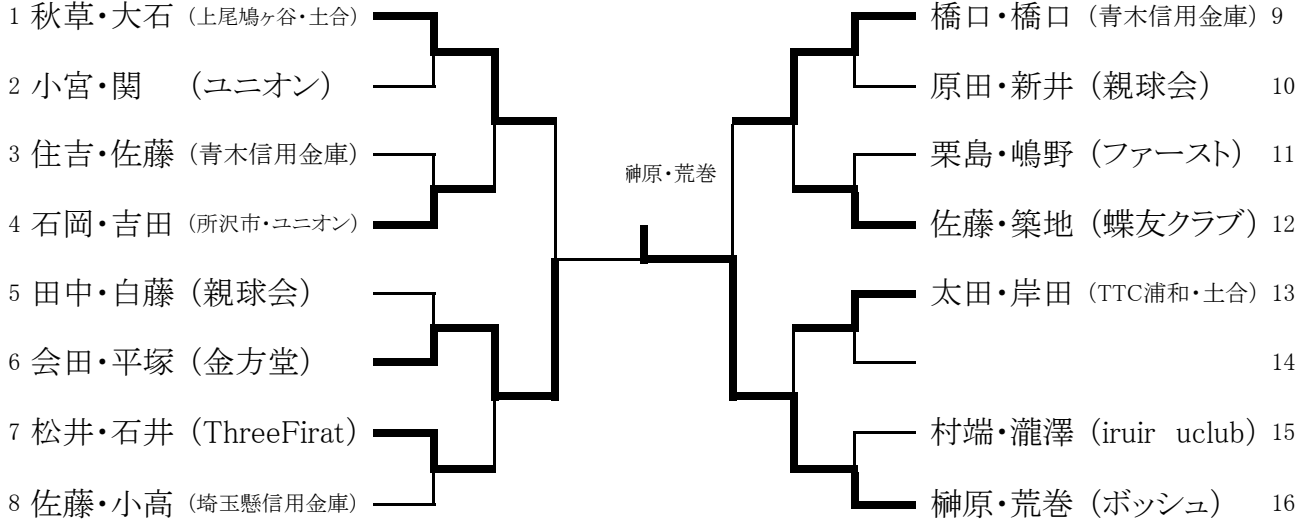 1 秋草・大石 (上尾鳩ヶ谷・土合)
2 小宮・関 (ユニオン)
3 住吉・佐藤 (青木信用金庫)
4 石岡・吉田 (所沢市・ユニオン)
5 田中・白藤 (親球会)
6 会田・平塚 (金方堂)
7 松井・石井 (ThreeFirat)
8 佐藤・小高 (埼玉懸信用金庫)
榊原・荒巻
橋口・橋口 (青木信用金庫) 9
原田・新井 (親球会) 10
栗島・嶋野 (ファースト) 11
佐藤・築地 (蝶友クラブ) 12
太田・岸田 (TTC浦和・土合) 13
14
村端・瀧澤 (iruir uclub) 15
榊原・荒巻 (ボッシュ) 16